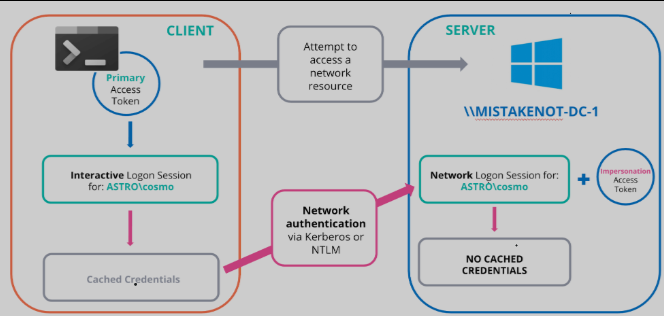 CLIENT
SERVER
Attempt to
access a
network
resource
Primary
Access
Token
\\MISTAKENOT-DC-1
Interactive Logon Session
for: ASTRO\cosmo
Network Logon Session for:
ASTRO\cosmo
+
Impersonation
Access
Token
Network
authentication
via Kerberos or
NTLM
Cached Credentials
NO CACHED
CREDENTIALS